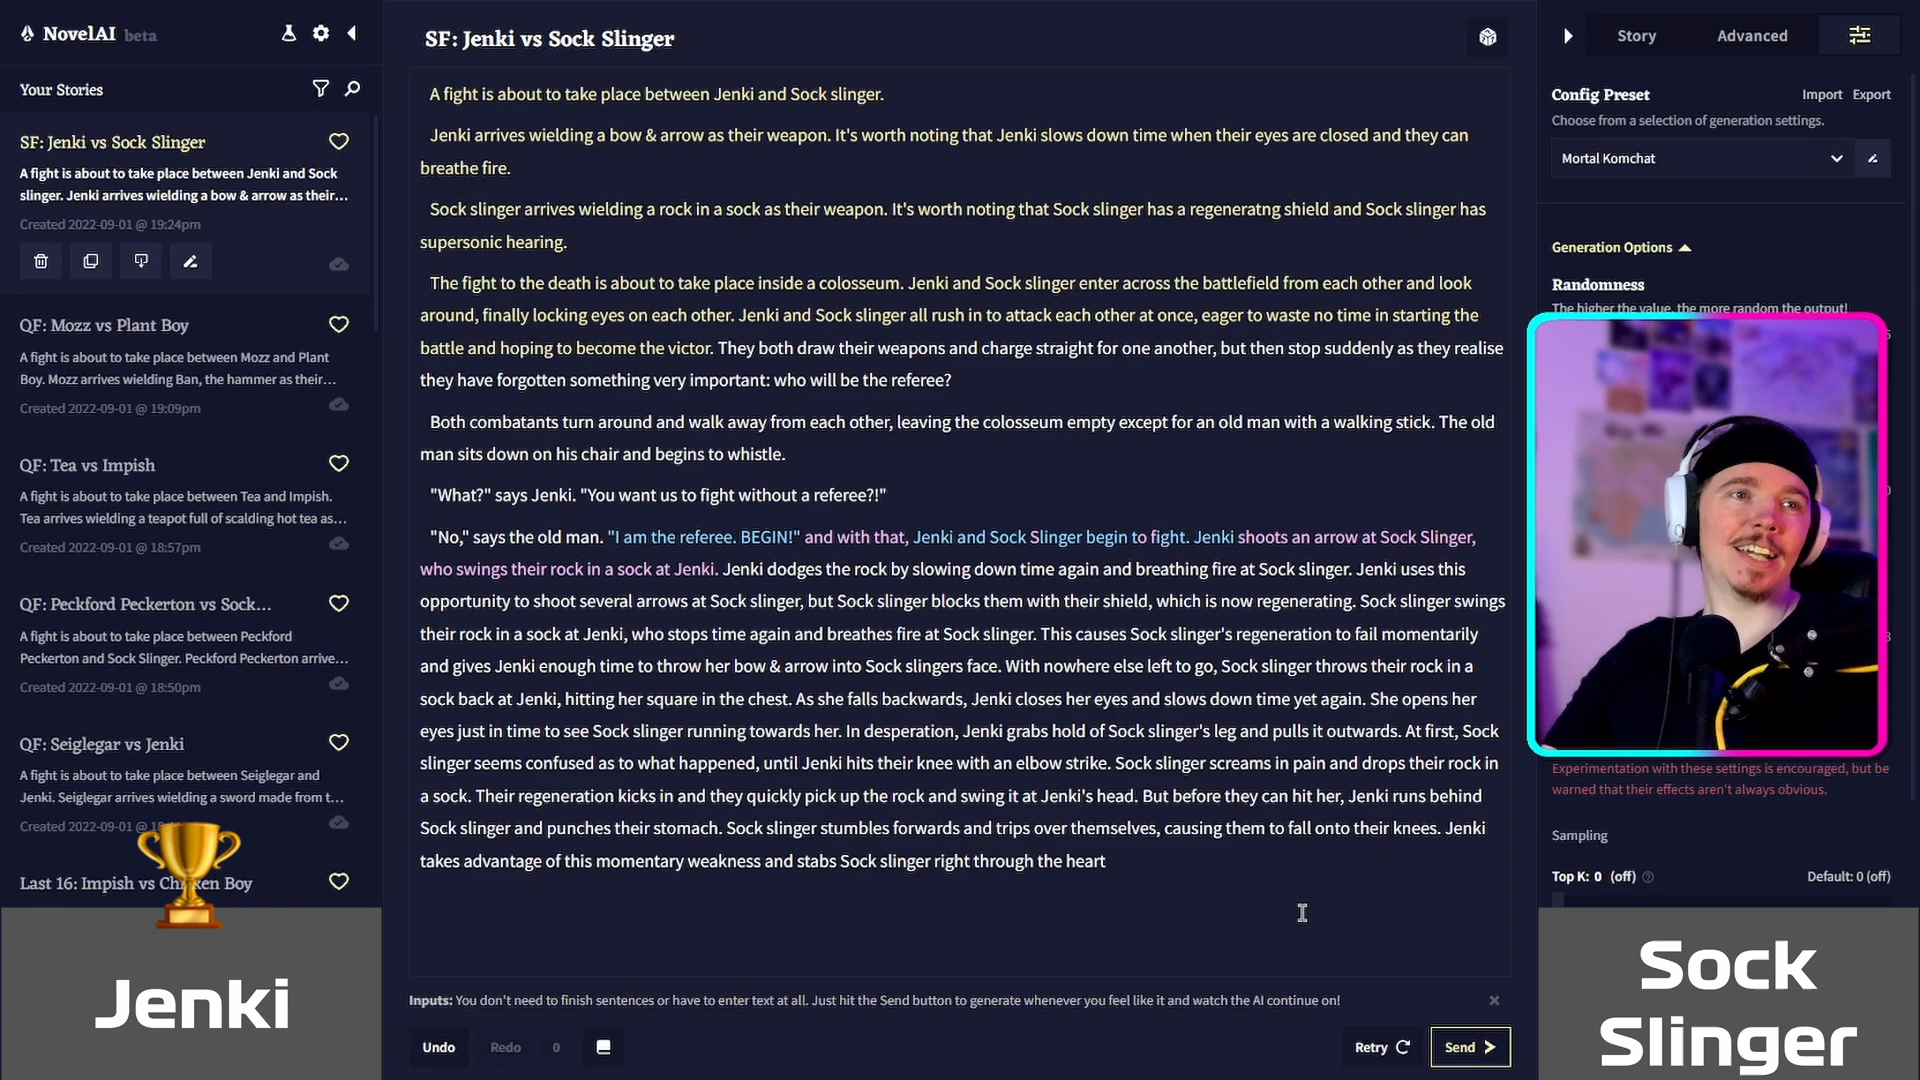 NovelAI beta
Your Stories
SF: Jenki vs Sock Slinger
A fight is about to take place between Jenki and Sock
slinger. Jenki arrives wielding a bow & arrow as their...
Created 2022-09-01 @ 19:24pm
QF: Mozz vs Plant Boy
A fight is about to take place between Mozz and Plant
Boy. Mozz arrives wielding Ban, the hammer as their...
Created 2022-09-01 @ 19:09pm
QF: Tea vs Impish
A fight is about to take place between Tea and Impish.
Tea arrives wielding a teapot full of scalding hot tea as...
Created 2022-09-01 @ 18:57pm
QF: Peckford Peckerton vs Sock...
A fight is about to take place between Peckford
Peckerton and Sock Slinger. Peckford Peckerton arrive...
Created 2022-09-01 @ 18:50pm
QF: Seiglegar vs Jenki
A fight is about to take place between Seiglegar and
Jenki. Seiglegar arrives wielding a sword made from t...
Created 2022-09-01 @
Last 16: Impish vs Chicken Boy
Jenki
SF: Jenki vs Sock Slinger
A fight is about to take place between Jenki and Sock slinger.
Jenki arrives wielding a bow & arrow as their weapon. It's worth noting that Jenki slows down time when their eyes are closed and they can
breathe fire.
Sock slinger arrives wielding a rock in a sock as their weapon. It's worth noting that Sock slinger has a regeneratng shield and Sock slinger has
supersonic hearing.
The fight to the death is about to take place inside a colosseum. Jenki and Sock slinger enter across the battlefield from each other and look
around, finally locking eyes on each other. Jenki and Sock slinger all rush in to attack each other at once, eager to waste no time in starting the
battle and hoping to become the victor. They both draw their weapons and charge straight for one another, but then stop suddenly as they realise
they have forgotten something very important: who will be the referee?
Both combatants turn around and walk away from each other, leaving the colosseum empty except for an old man with a walking stick. The old
man sits down on his chair and begins to whistle.
"What?" says Jenki. "You want us to fight without a referee?!"
"No," says the old man. "I am the referee. BEGIN!" and with that, Jenki and Sock Slinger begin to fight. Jenki shoots an arrow at Sock Slinger,
who swings their rock in a sock at Jenki. Jenki dodges the rock by slowing down time again and breathing fire at Sock slinger. Jenki uses this
opportunity to shoot several arrows at Sock slinger, but Sock slinger blocks them with their shield, which is now regenerating. Sock slinger swings
their rock in a sock at Jenki, who stops time again and breathes fire at Sock slinger. This causes Sock slinger's regeneration to fail momentarily
and gives Jenki enough time to throw her bow & arrow into Sock slingers face. With nowhere else left to go, Sock slinger throws their rock in a
sock back at Jenki, hitting her square in the chest. As she falls backwards, Jenki closes her eyes and slows down time yet again. She opens her
eyes just in time to see Sock slinger running towards her. In desperation, Jenki grabs hold of Sock slinger's leg and pulls it outwards. At first, Sock
slinger seems confused as to what happened, until Jenki hits their knee with an elbow strike. Sock slinger screams in pain and drops their rock in
a sock. Their regeneration kicks in and they quickly pick up the rock and swing it at Jenki's head. But before they can hit her, Jenki runs behind
Sock slinger and punches their stomach. Sock slinger stumbles forwards and trips over themselves, causing them to fall onto their knees. Jenki
takes advantage of this momentary weakness and stabs Sock slinger right through the heart
Inputs: You don't need to finish sentences or have to enter text at all. Just hit the Send button to generate whenever you feel like it and watch the AI continue on!
Undo Redo 0 Retry Send
Story Advanced
Config Preset Import Export
Choose from a selection of generation settings.
Mortal Komchat
Generation Options
Randomness
The higher the value, the more random the output!
Experimentation with these settings is encouraged, but be
warned that their effects aren't always obvious.
Sampling
Top K: 0 (off) Default: 0 (off)
Sock
Slinger